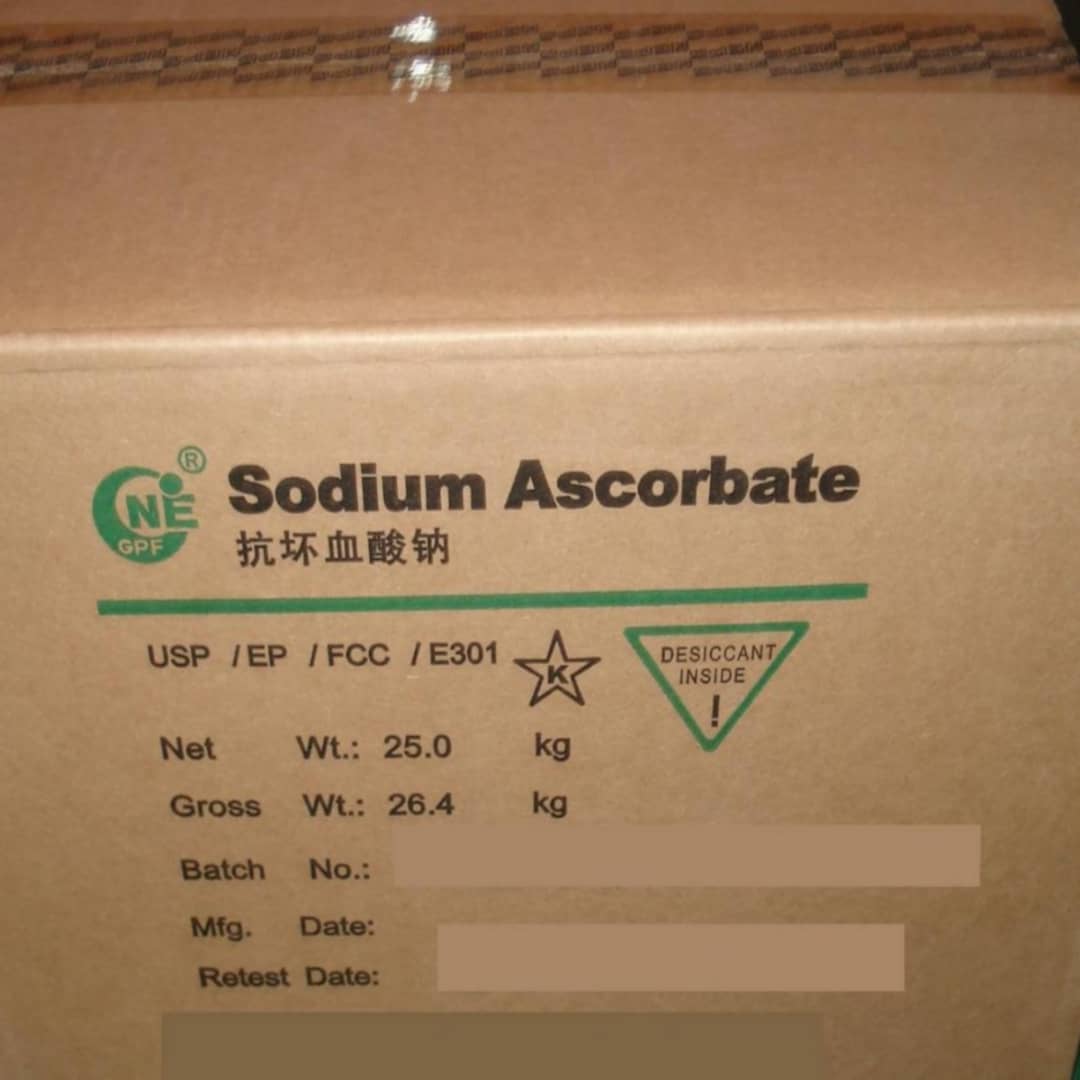 NE
GPF
®
Sodium Ascorbate
抗坏血酸钠
USP / EP / FCC / E301
K
DESICCANT
INSIDE
!
Net Wt.: 25.0 kg
Gross Wt.: 26.4 kg
Batch No.:
Mfg. Date:
Retest Date: